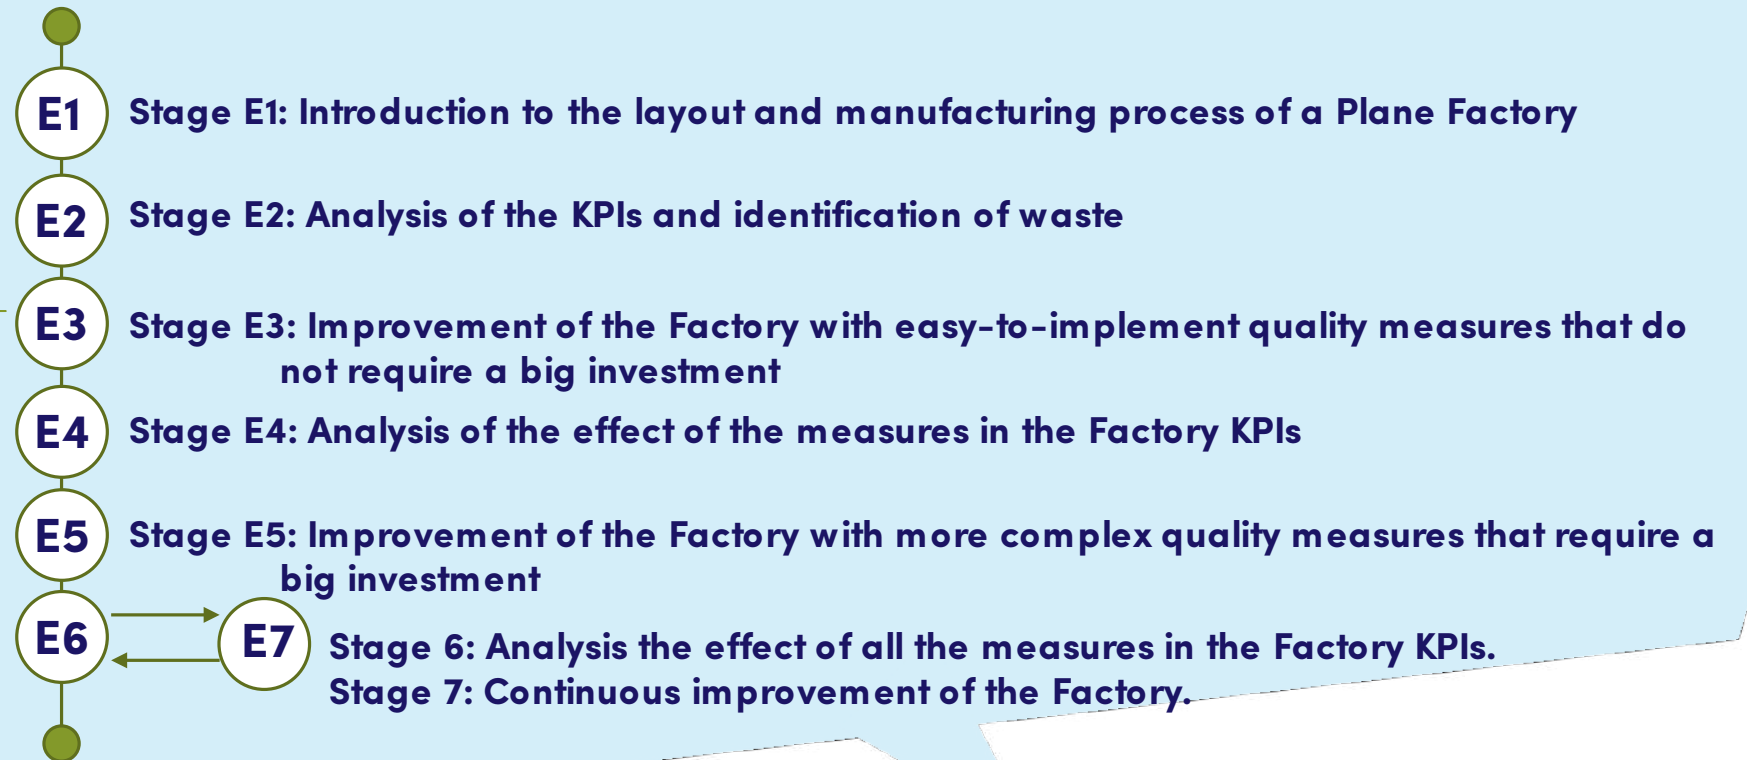 E1 Stage E1: Introduction to the layout and manufacturing process of a Plane Factory
E2 Stage E2: Analysis of the KPIs and identification of waste
E3 Stage E3: Improvement of the Factory with easy-to-implement quality measures that do
not require a big investment
E4 Stage E4: Analysis of the effect of the measures in the Factory KPIs
E5 Stage E5: Improvement of the Factory with more complex quality measures that require a
big investment
E6 E7 Stage 6: Analysis the effect of all the measures in the Factory KPIs.
Stage 7: Continuous improvement of the Factory.